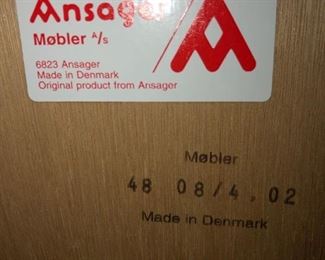 Ansager
Møbler A/S
6823 Ansager
Made in Denmark
Original product from Ansager
Møbler
48 08/4.02
Made in Denmark